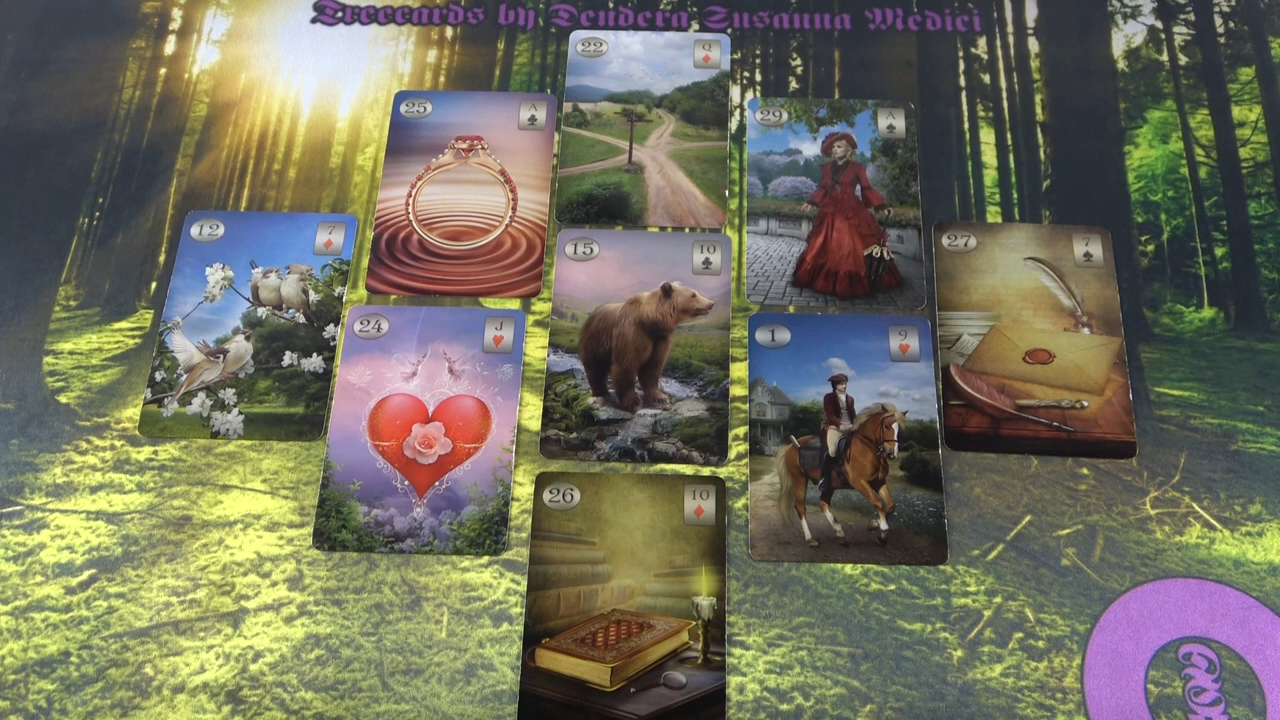 Treecards by Dendera Susanna Medici
22 Q
25 A
29 A
12 7
27 7
15 10
24 J
1 9
26 10